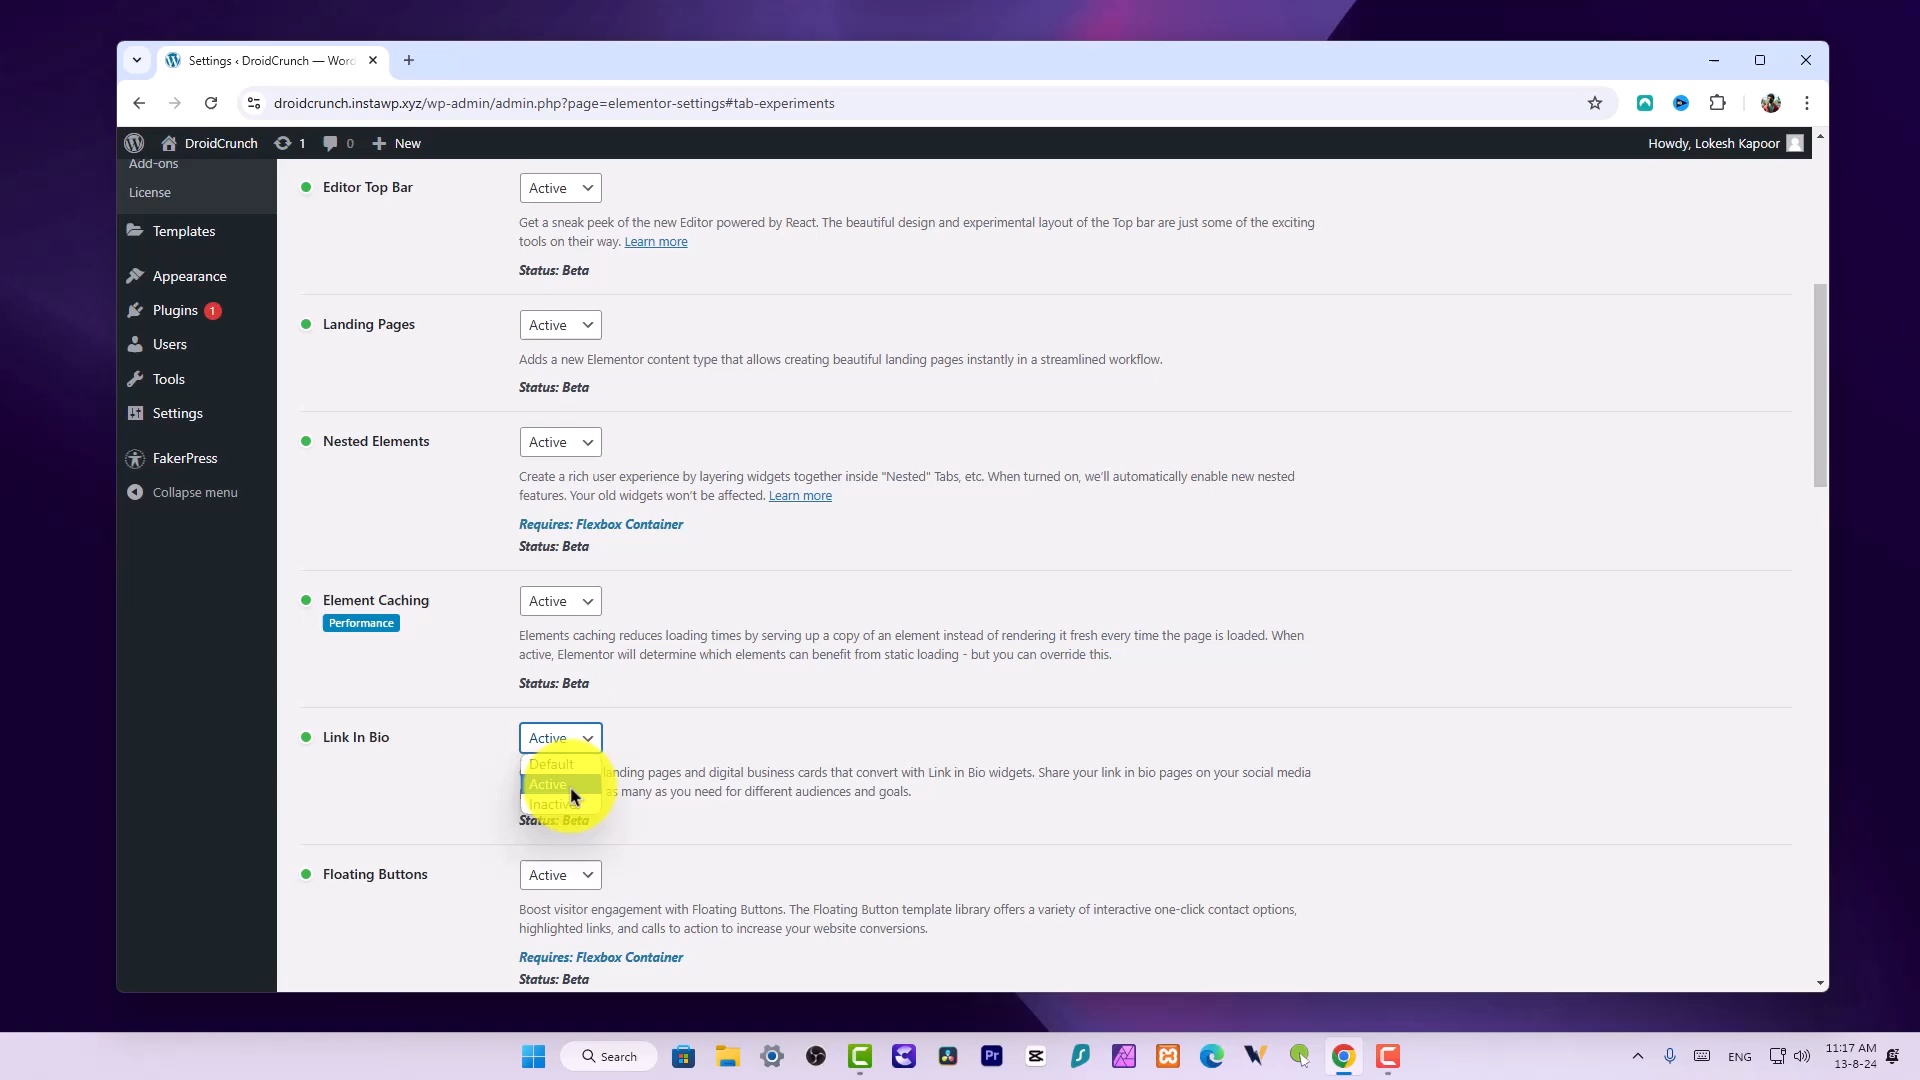 Settings ‹ DroidCrunch — Word
droidcrunch.instawp.xyz/wp-admin/admin.php?page=elementor-settings#tab-experiments
DroidCrunch 1 0 New Howdy, Lokesh Kapoor
Add-ons
License
Templates
Appearance
Plugins 1
Users
Tools
Settings
FakerPress
Collapse menu
Editor Top Bar Active
Get a sneak peek of the new Editor powered by React. The beautiful design and experimental layout of the Top bar are just some of the exciting
tools on their way. Learn more
Status: Beta
Landing Pages Active
Adds a new Elementor content type that allows creating beautiful landing pages instantly in a streamlined workflow.
Status: Beta
Nested Elements Active
Create a rich user experience by layering widgets together inside "Nested" Tabs, etc. When turned on, we'll automatically enable new nested
features. Your old widgets won't be affected. Learn more
Requires: Flexbox Container
Status: Beta
Element Caching Active
Performance
Elements caching reduces loading times by serving up a copy of an element instead of rendering it fresh every time the page is loaded. When
active, Elementor will determine which elements can benefit from static loading - but you can override this.
Status: Beta
Link In Bio Active
Default
landing pages and digital business cards that convert with Link in Bio widgets. Share your link in bio pages on your social media
Active
as many as you need for different audiences and goals.
Inactive
Status: Beta
Floating Buttons Active
Boost visitor engagement with Floating Buttons. The Floating Button template library offers a variety of interactive one-click contact options,
highlighted links, and calls to action to increase your website conversions.
Requires: Flexbox Container
Status: Beta
Search Pr ENG 11:17 AM
13-8-24